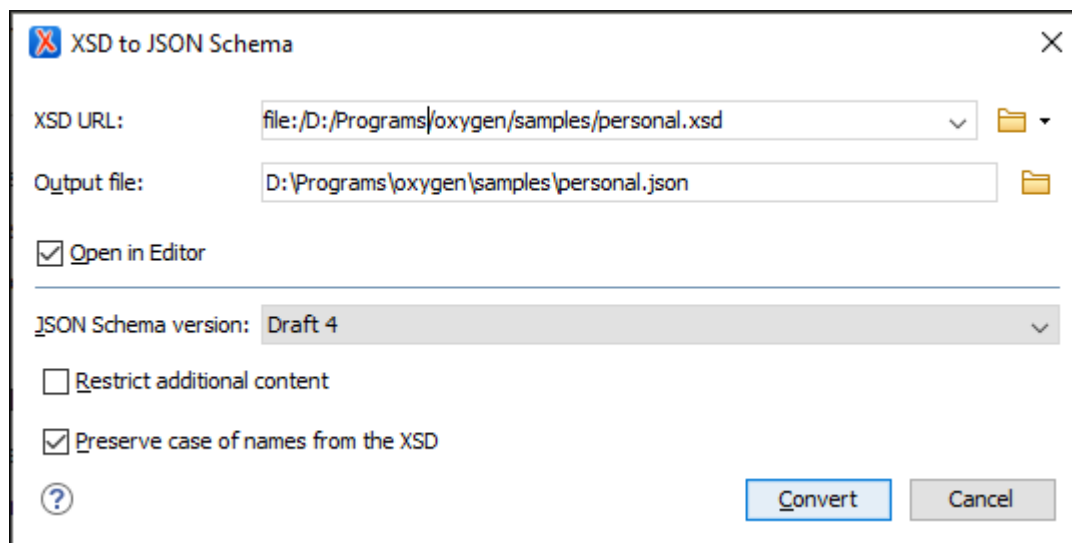 XSD to JSON Schema
XSD URL: file:/D:/Programs/oxygen/samples/personal.xsd
Output file: D:\Programs\oxygen\samples\personal.json
Open in Editor
JSON Schema version: Draft 4
Restrict additional content
Preserve case of names from the XSD
? Convert Cancel